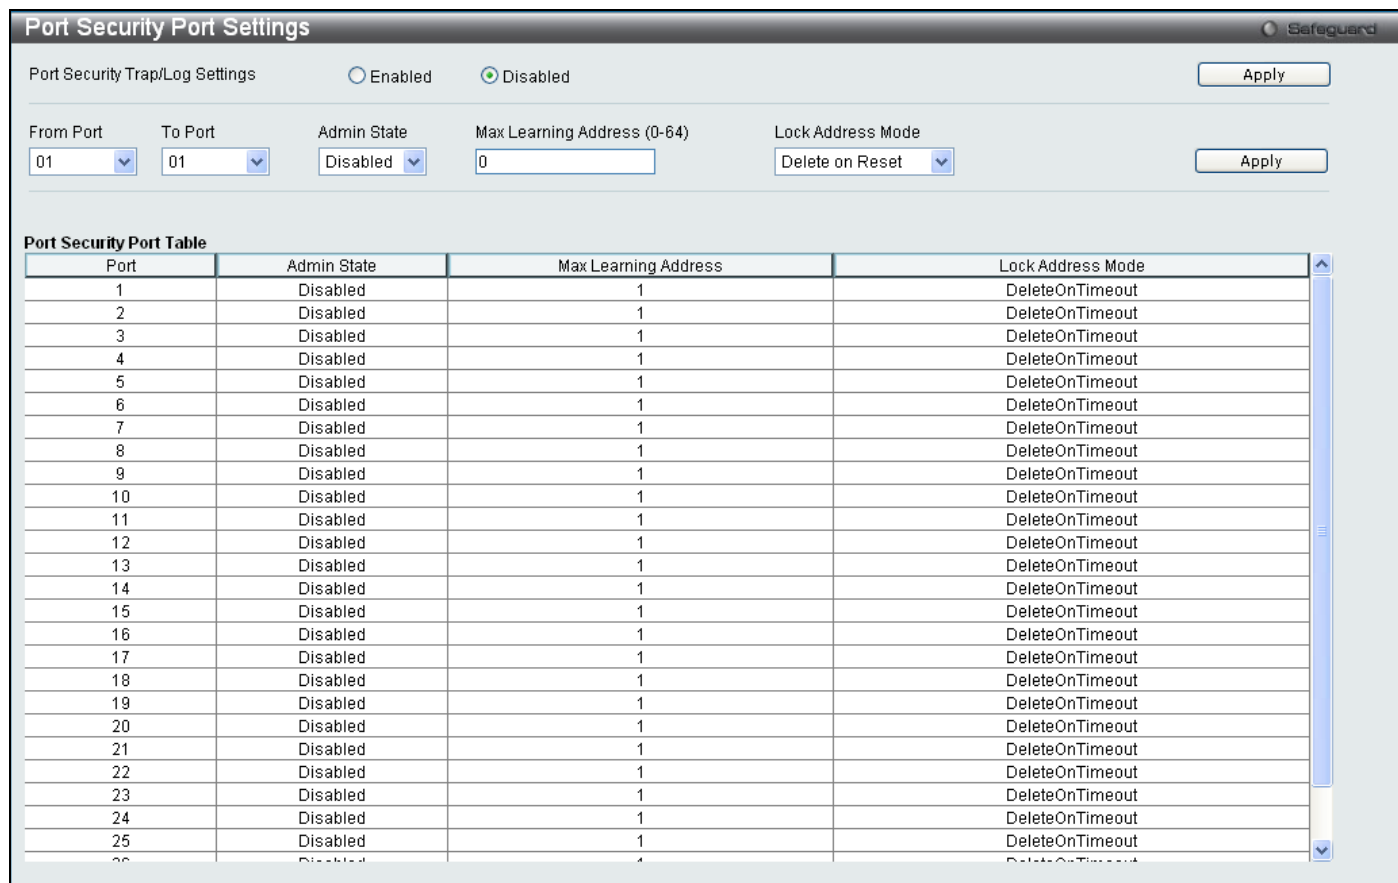 Port Security Port Settings
Safeguard
Port Security Trap/Log Settings Enabled Disabled Apply
From Port To Port Admin State Max Learning Address (0-64) Lock Address Mode
01 01 Disabled 0 Delete on Reset Apply
Port Security Port Table
Port Admin State Max Learning Address Lock Address Mode
1 Disabled 1 DeleteOnTimeout
2 Disabled 1 DeleteOnTimeout
3 Disabled 1 DeleteOnTimeout
4 Disabled 1 DeleteOnTimeout
5 Disabled 1 DeleteOnTimeout
6 Disabled 1 DeleteOnTimeout
7 Disabled 1 DeleteOnTimeout
8 Disabled 1 DeleteOnTimeout
9 Disabled 1 DeleteOnTimeout
10 Disabled 1 DeleteOnTimeout
11 Disabled 1 DeleteOnTimeout
12 Disabled 1 DeleteOnTimeout
13 Disabled 1 DeleteOnTimeout
14 Disabled 1 DeleteOnTimeout
15 Disabled 1 DeleteOnTimeout
16 Disabled 1 DeleteOnTimeout
17 Disabled 1 DeleteOnTimeout
18 Disabled 1 DeleteOnTimeout
19 Disabled 1 DeleteOnTimeout
20 Disabled 1 DeleteOnTimeout
21 Disabled 1 DeleteOnTimeout
22 Disabled 1 DeleteOnTimeout
23 Disabled 1 DeleteOnTimeout
24 Disabled 1 DeleteOnTimeout
25 Disabled 1 DeleteOnTimeout